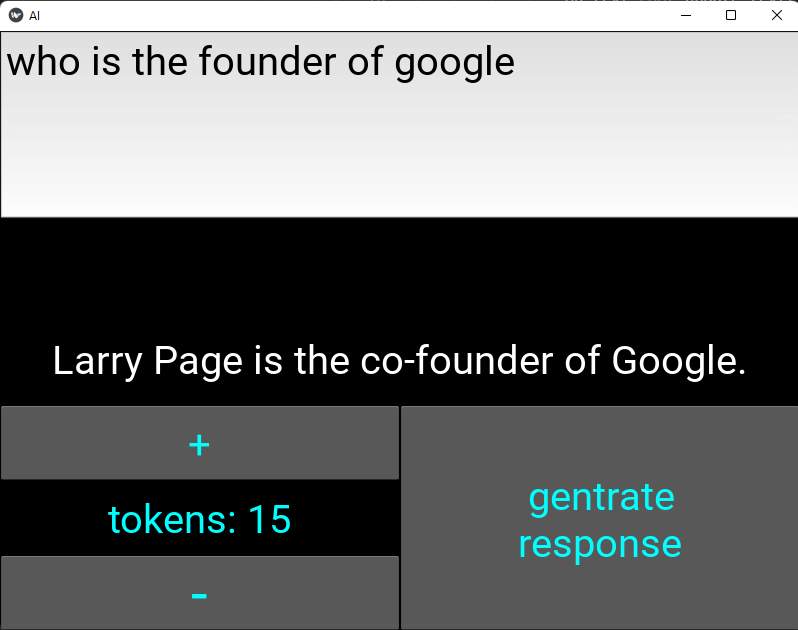 AI
who is the founder of google
Larry Page is the co-founder of Google.
+
tokens: 15
-
gentrate
response